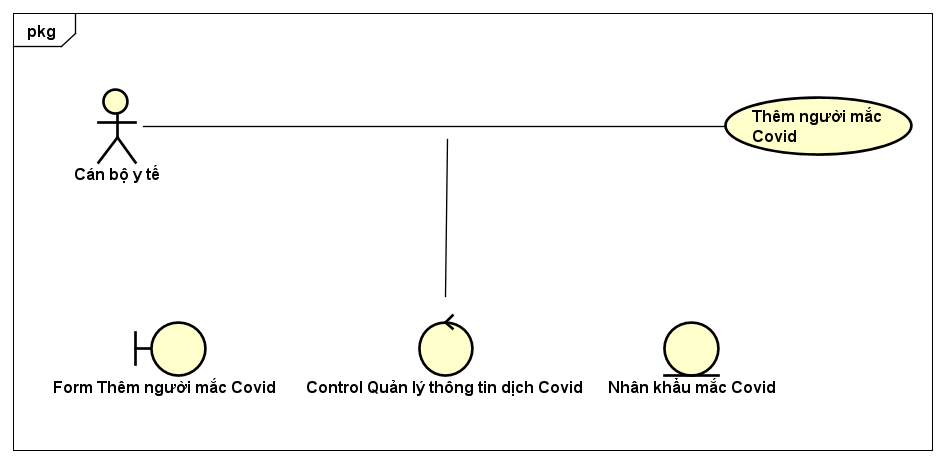 pkg
Thêm người mắc
Covid
Cán bộ y tế
Form Thêm người mắc Covid
Control Quản lý thông tin dịch Covid
Nhân khẩu mắc Covid